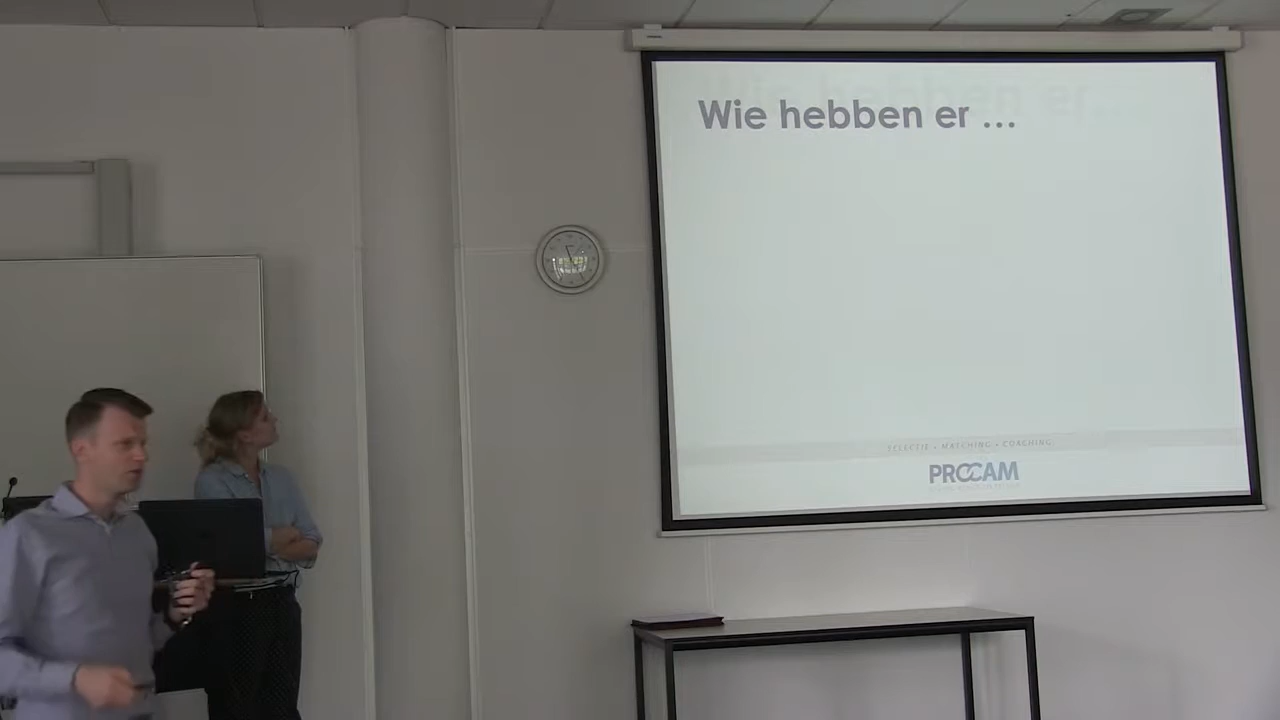 Wie hebben er ...
SELECTIE • MATCHING • COACHING
PROCAM